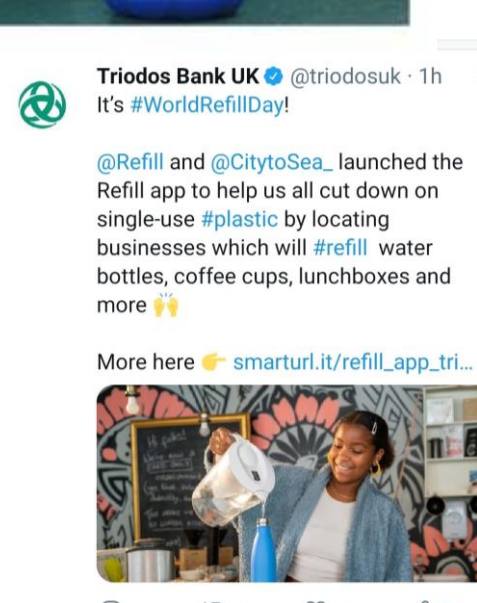 Triodos Bank UK @triodosuk · 1h
It's #WorldRefillDay!
@Refill and @CitytoSea_ launched the
Refill app to help us all cut down on
single-use #plastic by locating
businesses which will #refill water
bottles, coffee cups, lunchboxes and
more 🙌
More here 👉 smarturl.it/refill_app_tri...